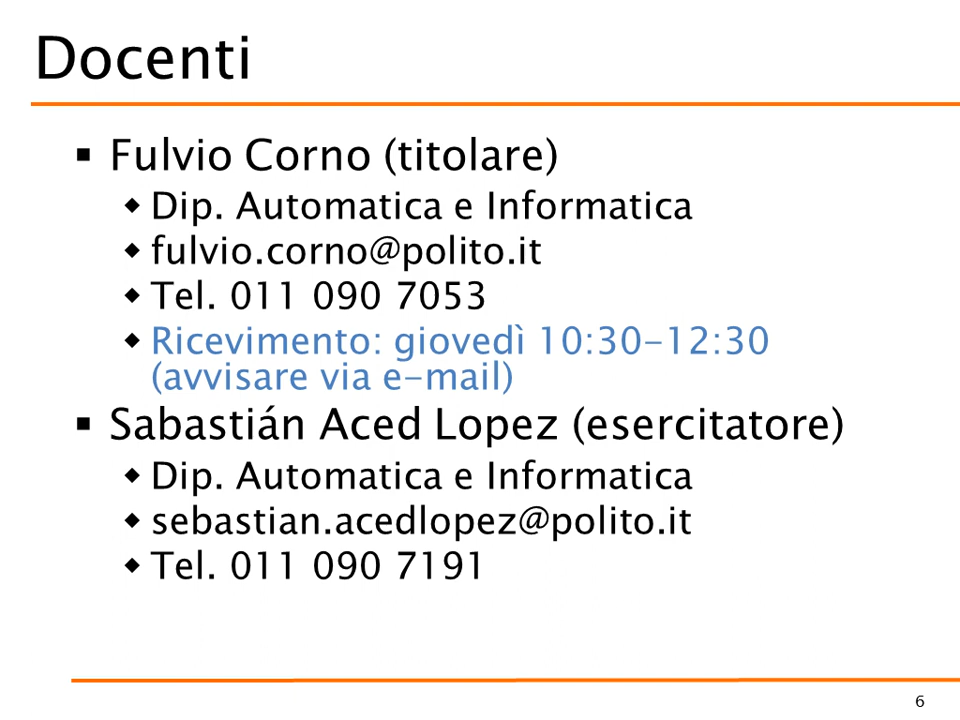 Docenti
Fulvio Corno (titolare)
Dip. Automatica e Informatica
fulvio.corno@polito.it
Tel. 011 090 7053
Ricevimento: giovedì 10:30-12:30
(avvisare via e-mail)
Sabastián Aced Lopez (esercitatore)
Dip. Automatica e Informatica
sebastian.acedlopez@polito.it
Tel. 011 090 7191
6